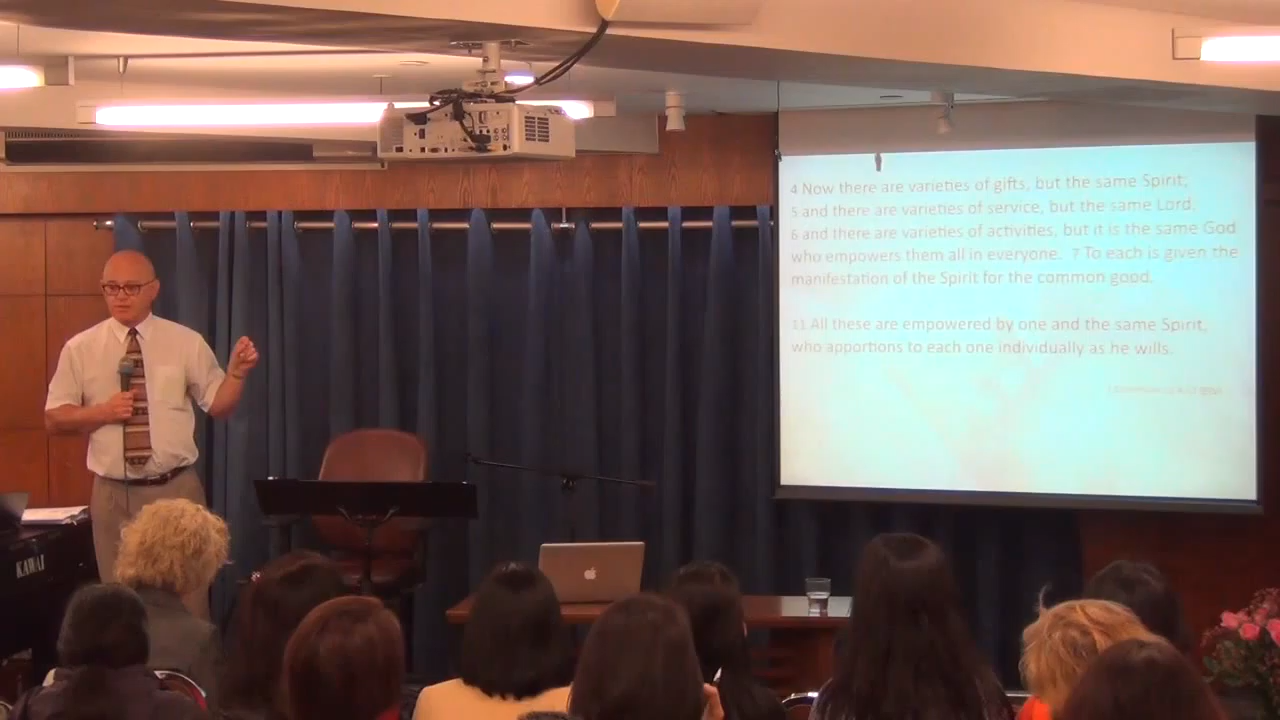 4 Now there are varieties of gifts, but the same Spirit;
5 and there are varieties of service, but the same Lord;
6 and there are varieties of activities, but it is the same God
who empowers them all in everyone. 7 To each is given the
manifestation of the Spirit for the common good.
11 All these are empowered by one and the same Spirit,
who apportions to each one individually as he wills.
KAWAI